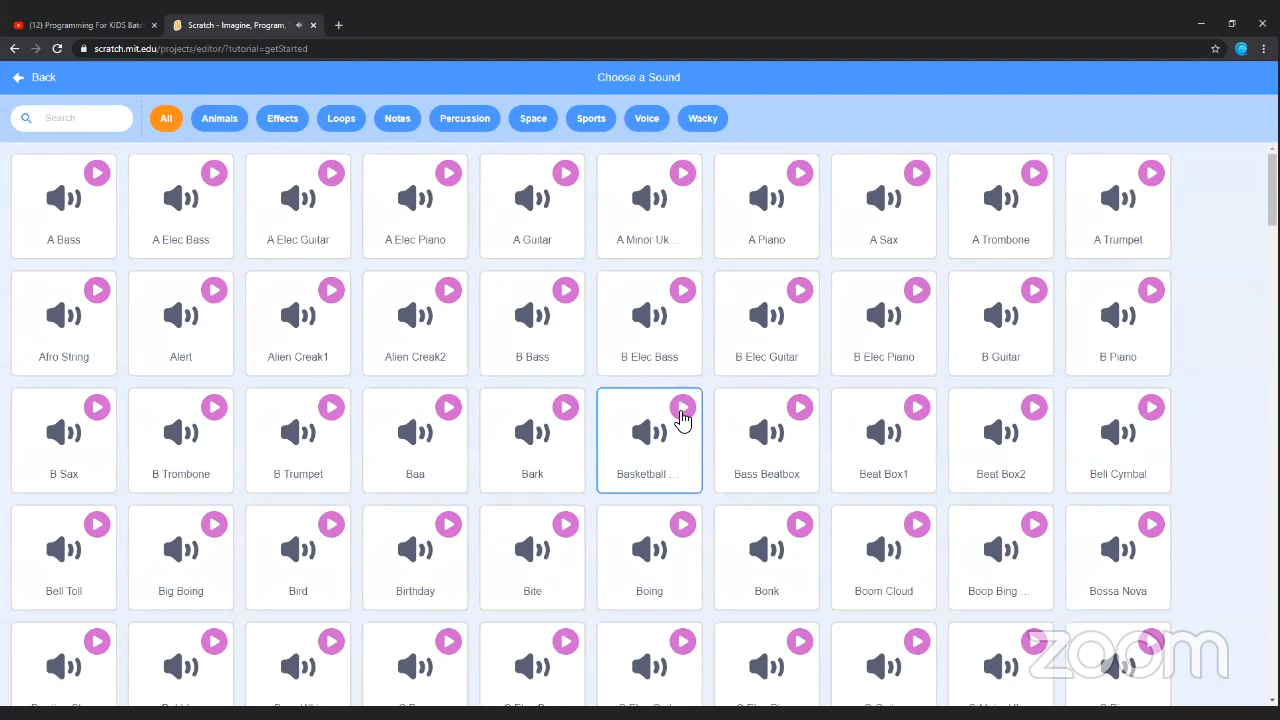 (12) Programming For KIDS Batc
Scratch - Imagine, Program,
scratch.mit.edu/projects/editor/?tutorial=getStarted
Back
Choose a Sound
Search
All Animals Effects Loops Notes Percussion Space Sports Voice Wacky
A Bass A Elec Bass A Elec Guitar A Elec Piano A Guitar A Minor Uk... A Piano A Sax A Trombone A Trumpet
Afro String Alert Alien Creak1 Alien Creak2 B Bass B Elec Bass B Elec Guitar B Elec Piano B Guitar B Piano
B Sax B Trombone B Trumpet Baa Bark Basketball ... Bass Beatbox Beat Box1 Beat Box2 Bell Cymbal
Bell Toll Big Boing Bird Birthday Bite Boing Bonk Boom Cloud Boop Bing ... Bossa Nova
zoom